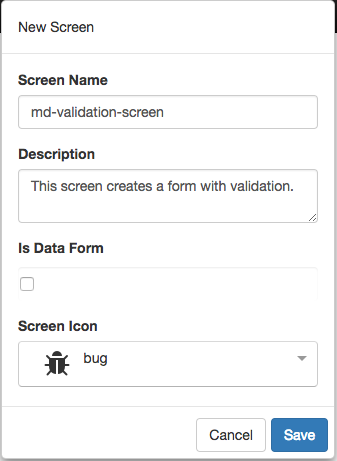 New Screen
Screen Name
md-validation-screen
Description
This screen creates a form with validation.
Is Data Form
Screen Icon
bug
Cancel Save